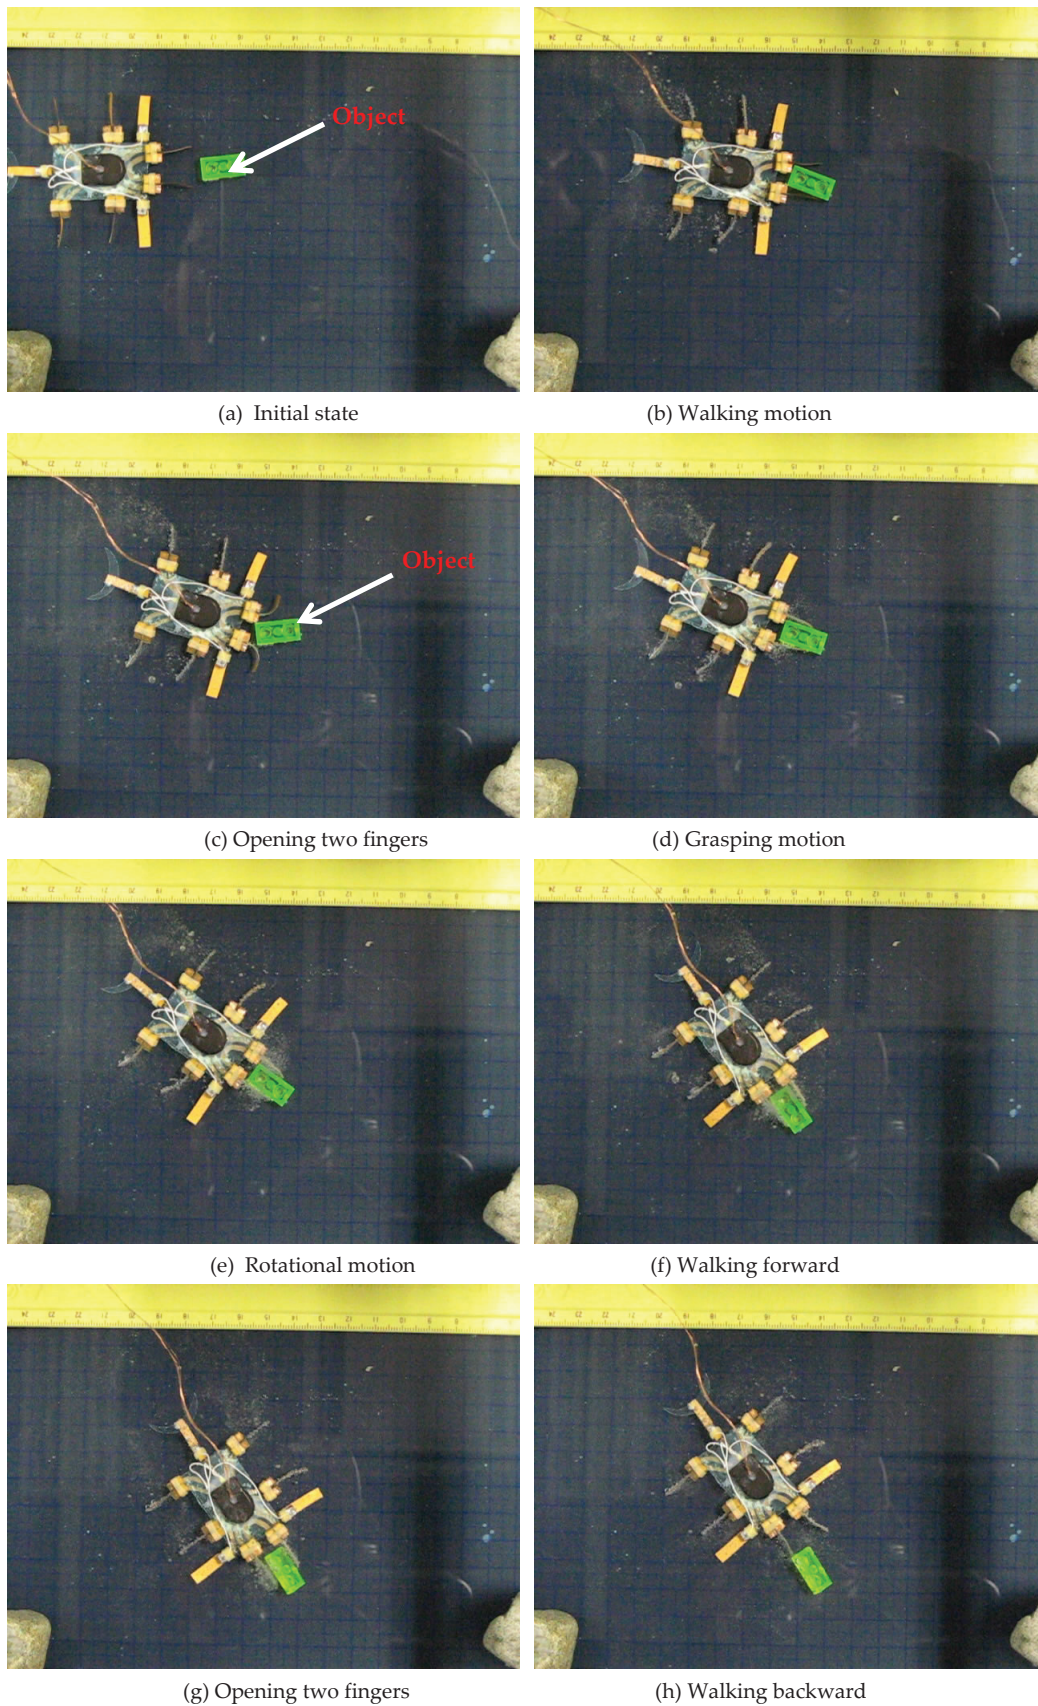 Object
(a) Initial state
(b) Walking motion
Object
(c) Opening two fingers
(d) Grasping motion
(e) Rotational motion
(f) Walking forward
(g) Opening two fingers
(h) Walking backward